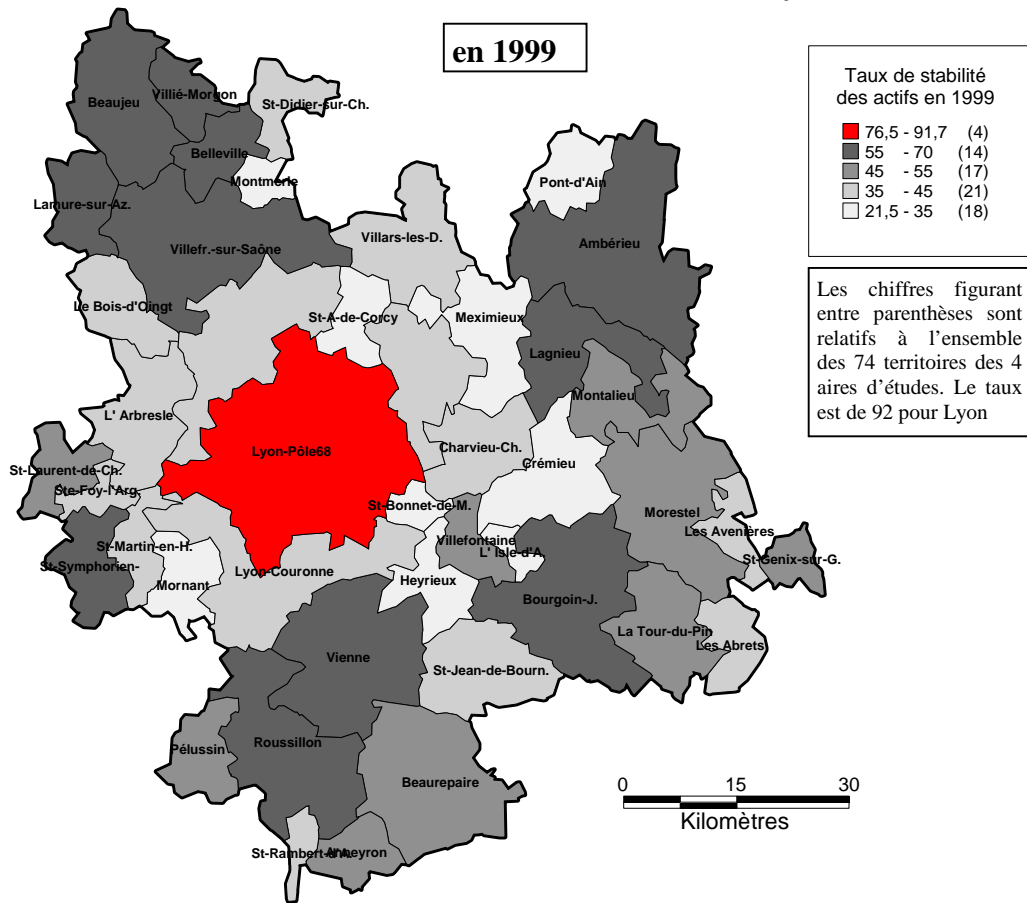 en 1999
Taux de stabilité
des actifs en 1999
76,5 - 91,7 (4)
55 - 70 (14)
45 - 55 (17)
35 - 45 (21)
21,5 - 35 (18)
Les chiffres figurant
entre parenthèses sont
relatifs à l'ensemble
des 74 territoires des 4
aires d'études. Le taux
est de 92 pour Lyon
Villié-Morgon
Beaujeu
St-Didier-sur-Ch.
Belleville
Montmerle
Pont-d'Ain
Lamure-sur-Az.
Villars-les-D.
Ambérieu
Villefr.-sur-Saône
Le Bois-d'Oingt
St-A-de-Corcy
Meximieux
Lagnieu
Montalieu
L' Arbresle
Charvieu-Ch.
Lyon-Pôle68
Crémieu
St-Laurent-de-Ch.
Ste-Foy-l'Arg.
St-Bonnet-de-M.
Morestel
Les Avenières
Villefontaine
St-Martin-en-H.
L' Isle-d'A.
St-Genix-sur-G.
St-Symphorien-
Lyon-Couronne
Heyrieux
Mornant
Bourgoin-J.
La Tour-du-Pin
Les Abrets
Vienne
St-Jean-de-Bourn.
Roussillon
Pélussin
Beaurepaire
0 15 30
Kilomètres
St-Rambert-d'A.
Anneyron